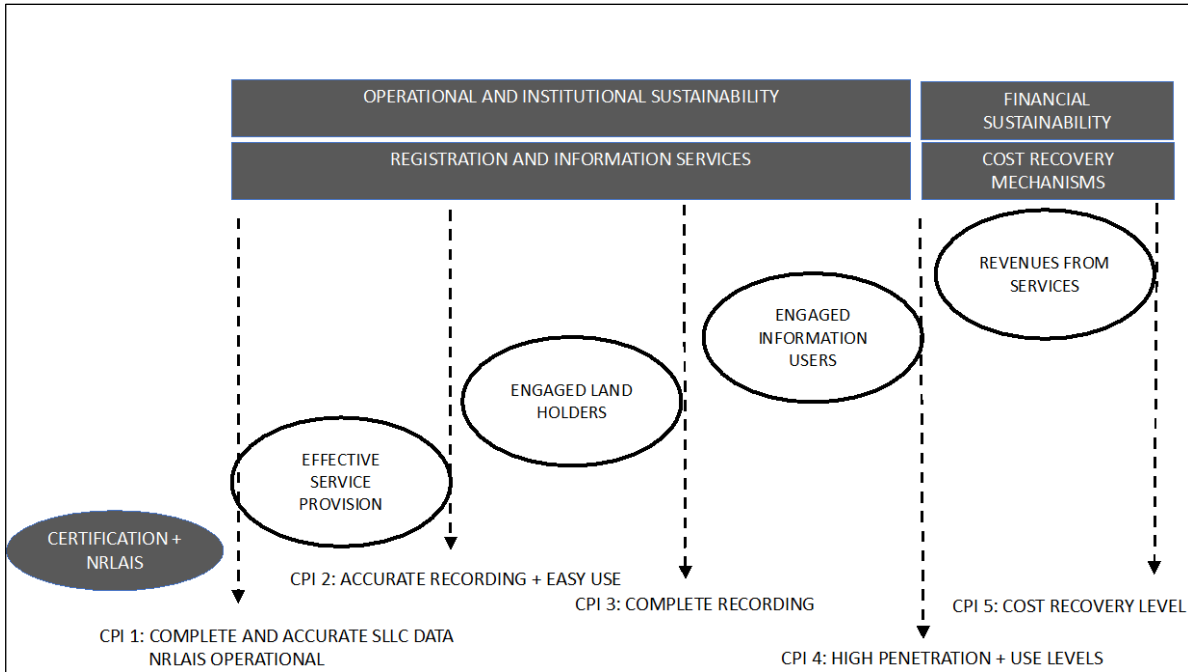 OPERATIONAL AND INSTITUTIONAL SUSTAINABILITY
FINANCIAL
SUSTAINABILITY
REGISTRATION AND INFORMATION SERVICES
COST RECOVERY
MECHANISMS
REVENUES FROM
SERVICES
ENGAGED
INFORMATION
USERS
ENGAGED LAND
HOLDERS
EFFECTIVE
SERVICE
PROVISION
CERTIFICATION +
NRLAIS
CPI 2: ACCURATE RECORDING + EASY USE
CPI 3: COMPLETE RECORDING
CPI 5: COST RECOVERY LEVEL
CPI 1: COMPLETE AND ACCURATE SLLC DATA
NRLAIS OPERATIONAL
CPI 4: HIGH PENETRATION + USE LEVELS